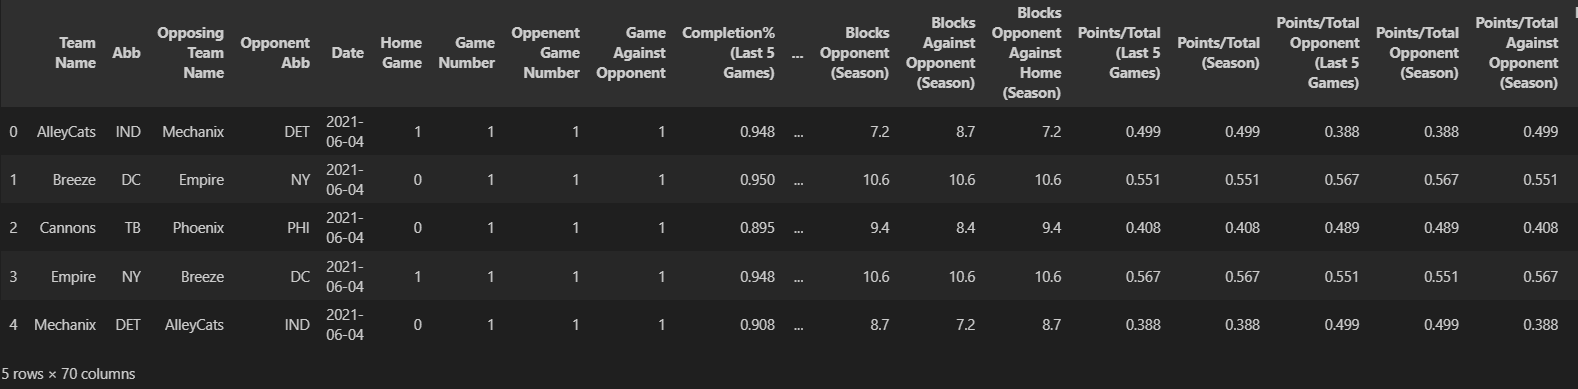 Team Name Abb Opposing Team Name Opponent Abb Date Home Game Game Number Oppenent Game Number Game Against Opponent Completion% (Last 5 Games) ... Blocks Opponent (Season) Blocks Against Opponent (Season) Blocks Opponent Against Home (Season) Points/Total (Last 5 Games) Points/Total (Season) Points/Total Opponent (Last 5 Games) Points/Total Opponent (Season) Points/Total Against Opponent (Season)
0 AlleyCats IND Mechanix DET 2021-06-04 1 1 1 1 0.948 ... 7.2 8.7 7.2 0.499 0.499 0.388 0.388 0.499
1 Breeze DC Empire NY 2021-06-04 0 1 1 1 0.950 ... 10.6 10.6 10.6 0.551 0.551 0.567 0.567 0.551
2 Cannons TB Phoenix PHI 2021-06-04 0 1 1 1 0.895 ... 9.4 8.4 9.4 0.408 0.408 0.489 0.489 0.408
3 Empire NY Breeze DC 2021-06-04 1 1 1 1 0.948 ... 10.6 10.6 10.6 0.567 0.567 0.551 0.551 0.567
4 Mechanix DET AlleyCats IND 2021-06-04 0 1 1 1 0.908 ... 8.7 7.2 8.7 0.388 0.388 0.499 0.499 0.388
5 rows × 70 columns